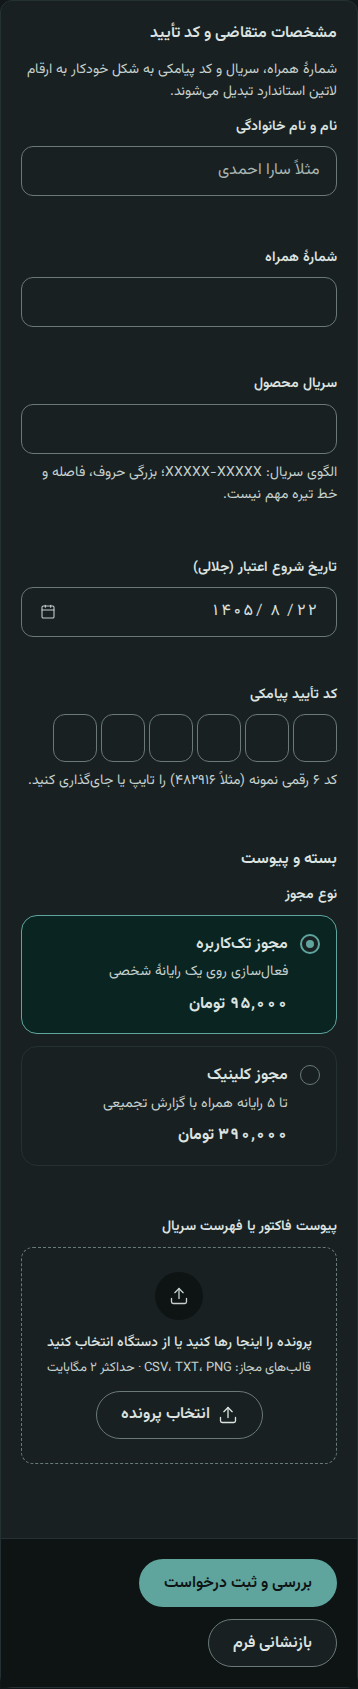 مشخصات متقاضی و کد تأیید
شمارهٔ همراه، سریال و کد پیامکی به شکل خودکار به ارقام
لاتین استاندارد تبدیل می‌شوند.
نام و نام خانوادگی
مثلاً سارا احمدی
شمارهٔ همراه
سریال محصول
الگوی سریال: XXXXX-XXXXX؛ بزرگی حروف، فاصله و
خط تیره مهم نیست.
تاریخ شروع اعتبار (جلالی)
۱۴۰۵/ ۸ /۲۲
کد تأیید پیامکی
کد ۶ رقمی نمونه (مثلاً ۴۸۲۹۱۶) را تایپ یا جای‌گذاری کنید.
بسته و پیوست
نوع مجوز
مجوز تک‌کاربره
فعال‌سازی روی یک رایانهٔ شخصی
۹۵,۰۰۰ تومان
مجوز کلینیک
تا ۵ رایانه همراه با گزارش تجمیعی
۳۹۰,۰۰۰ تومان
پیوست فاکتور یا فهرست سریال
پرونده را اینجا رها کنید یا از دستگاه انتخاب کنید
قالب‌های مجاز: CSV، TXT، PNG · حداکثر ۲ مگابایت
انتخاب پرونده
بررسی و ثبت درخواست
بازنشانی فرم